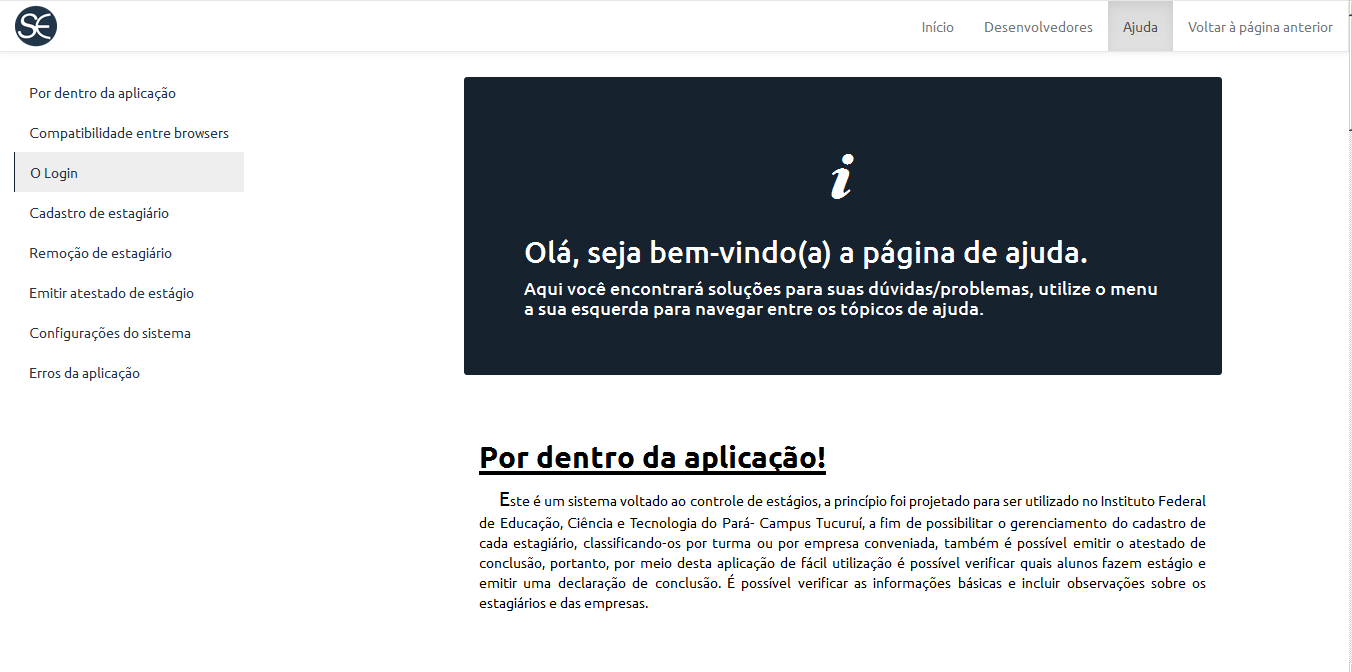 SE
Início
Desenvolvedores
Ajuda
Voltar à página anterior
Por dentro da aplicação
Compatibilidade entre browsers
O Login
Cadastro de estagiário
Remoção de estagiário
Emitir atestado de estágio
Configurações do sistema
Erros da aplicação
i
Olá, seja bem-vindo(a) a página de ajuda.
Aqui você encontrará soluções para suas dúvidas/problemas, utilize o menu
a sua esquerda para navegar entre os tópicos de ajuda.
Por dentro da aplicação!
Este é um sistema voltado ao controle de estágios, a princípio foi projetado para ser utilizado no Instituto Federal
de Educação, Ciência e Tecnologia do Pará- Campus Tucuruí, a fim de possibilitar o gerenciamento do cadastro de
cada estagiário, classificando-os por turma ou por empresa conveniada, também é possível emitir o atestado de
conclusão, portanto, por meio desta aplicação de fácil utilização é possível verificar quais alunos fazem estágio e
emitir uma declaração de conclusão. É possível verificar as informações básicas e incluir observações sobre os
estagiários e das empresas.